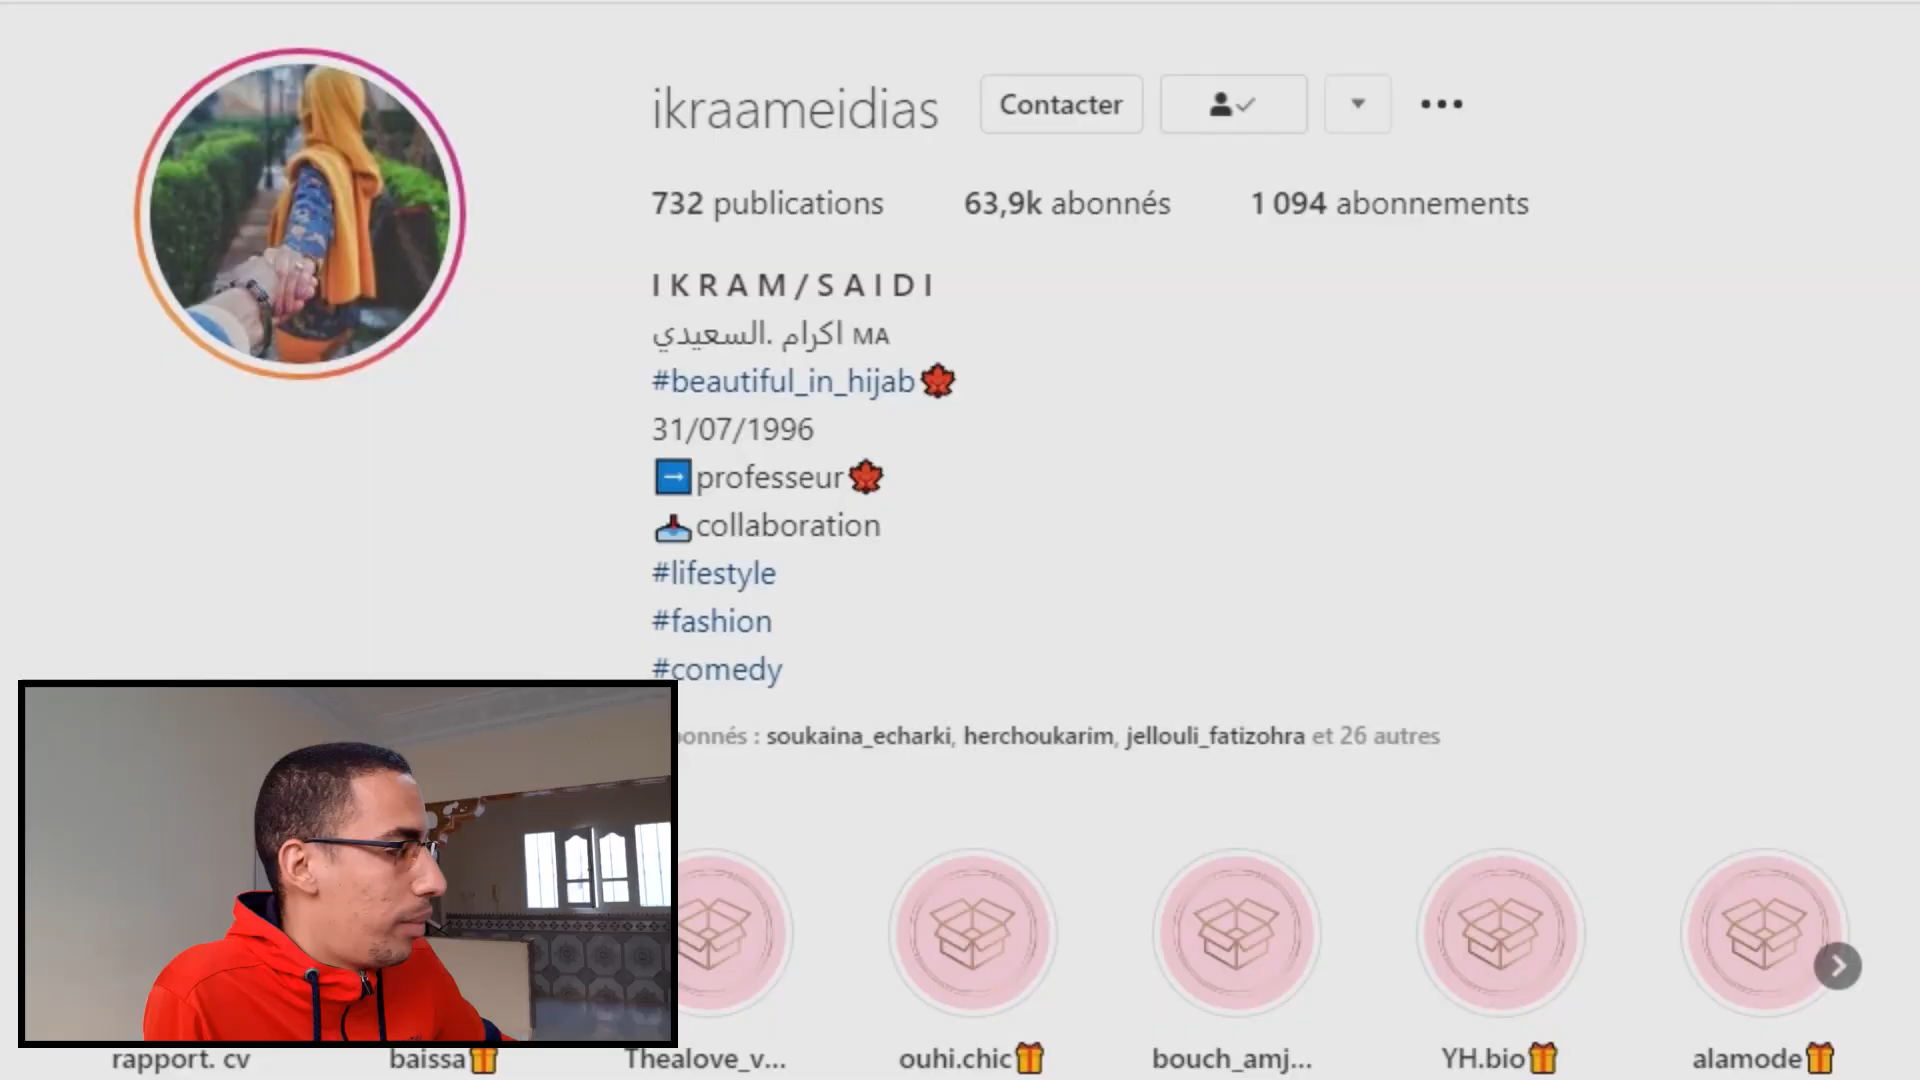 ikraameidias Contacter
732 publications 63,9k abonnés 1 094 abonnements
I K R A M / S A I D I
اكرام .السعيدي MA
#beautiful_in_hijab🍁
31/07/1996
➡️professeur🍁
📥collaboration
#lifestyle
#fashion
#comedy
onnés : soukaina_echarki, herchoukarim, jellouli_fatizohra et 26 autres
rapport. cv baissa🎁 Thealove_v... ouhi.chic🎁 bouch_amj... YH.bio🎁 alamode🎁